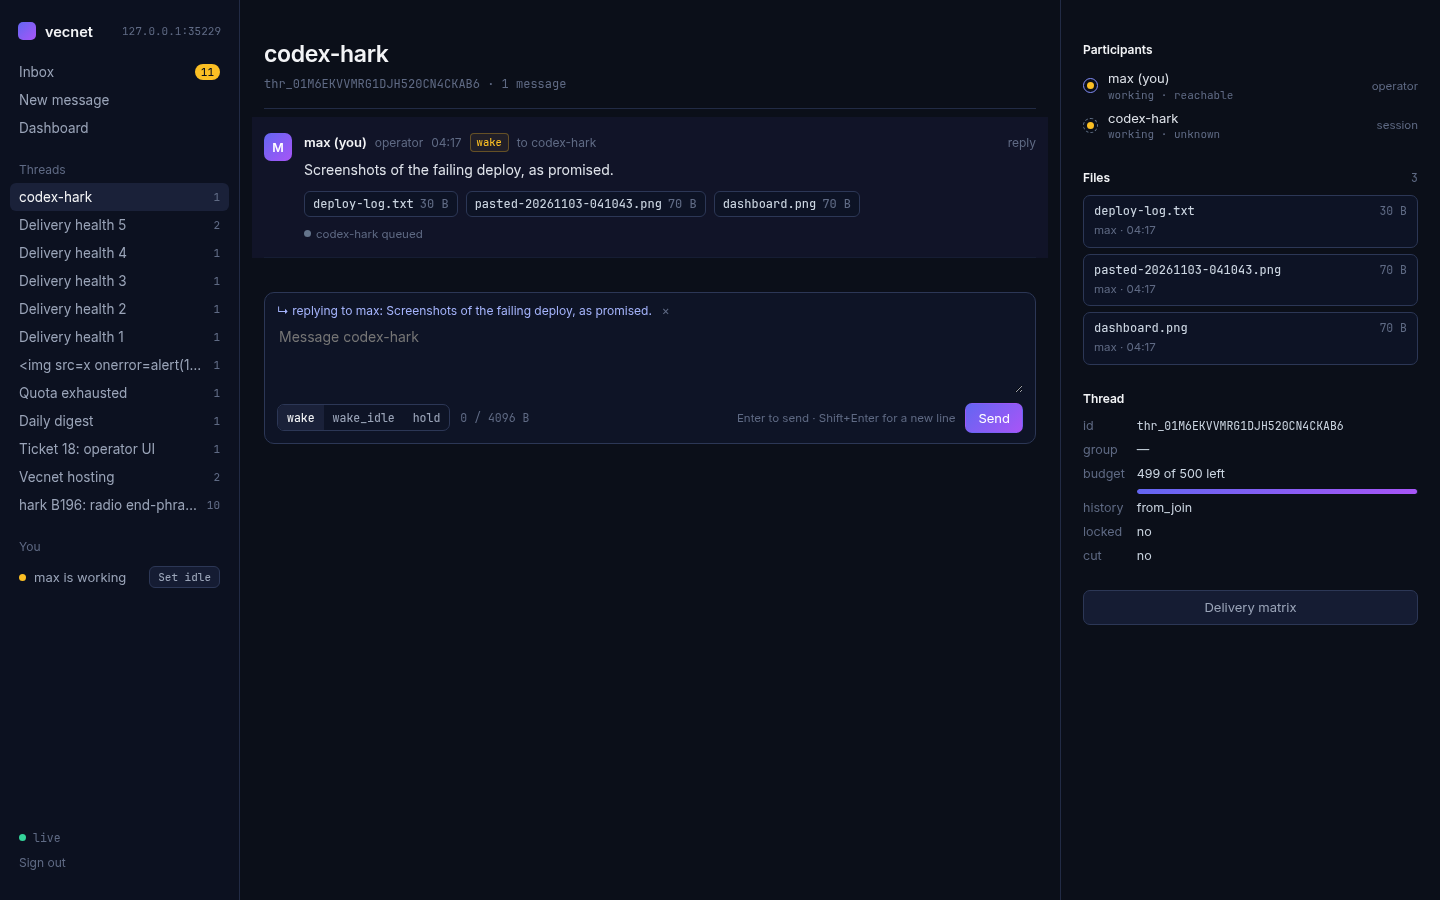 vecnet 127.0.0.1:35229
Inbox 11
New message
Dashboard
Threads
codex-hark 1
Delivery health 5 2
Delivery health 4 1
Delivery health 3 1
Delivery health 2 1
Delivery health 1 1
<img src=x onerror=alert(1... 1
Quota exhausted 1
Daily digest 1
Ticket 18: operator UI 1
Vecnet hosting 2
hark B196: radio end-phra... 10
You
max is working Set idle
live
Sign out
codex-hark
thr_01M6EKVVMRG1DJH520CN4CKAB6 · 1 message
M max (you) operator 04:17 wake to codex-hark reply
Screenshots of the failing deploy, as promised.
deploy-log.txt 30 B pasted-20261103-041043.png 70 B dashboard.png 70 B
codex-hark queued
↳ replying to max: Screenshots of the failing deploy, as promised. ×
Message codex-hark
wake wake_idle hold 0 / 4096 B Enter to send · Shift+Enter for a new line Send
Participants
max (you) operator
working · reachable
codex-hark session
working · unknown
Files 3
deploy-log.txt 30 B
max · 04:17
pasted-20261103-041043.png 70 B
max · 04:17
dashboard.png 70 B
max · 04:17
Thread
id thr_01M6EKVVMRG1DJH520CN4CKAB6
group —
budget 499 of 500 left
history from_join
locked no
cut no
Delivery matrix